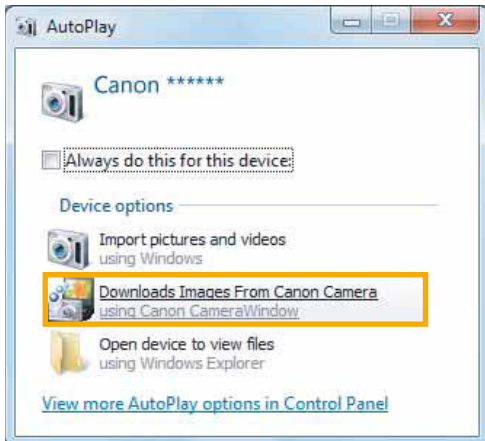 AutoPlay
Canon ******
Always do this for this device:
Device options
Import pictures and videos
using Windows
Downloads Images From Canon Camera
using Canon CameraWindow
Open device to view files
using Windows Explorer
View more AutoPlay options in Control Panel